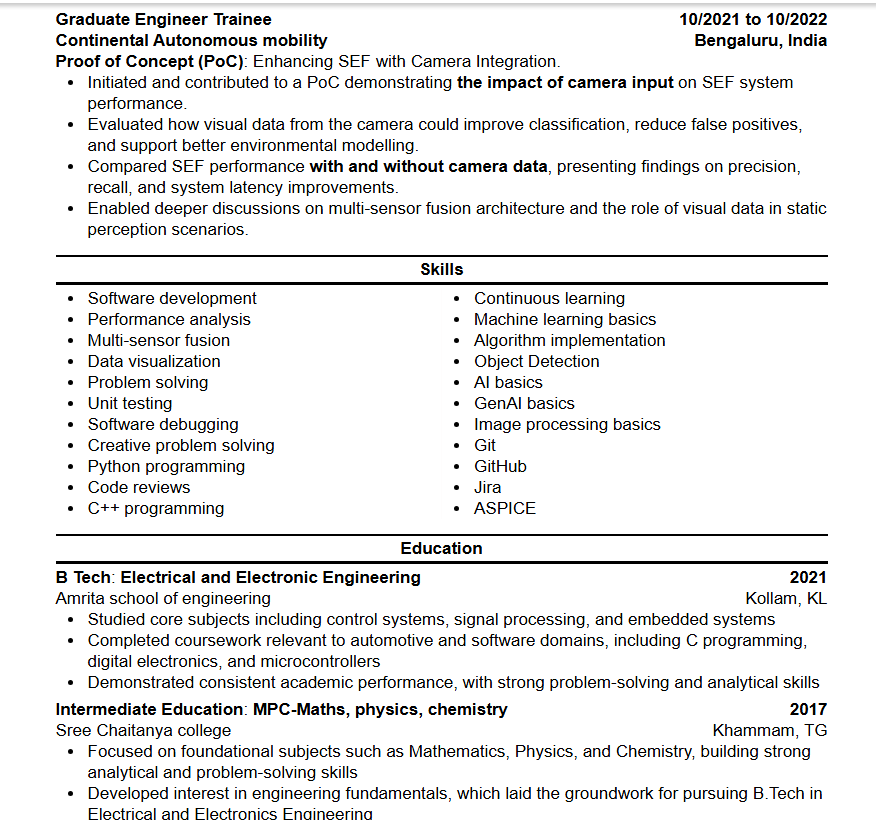 Graduate Engineer Trainee 10/2021 to 10/2022
Continental Autonomous mobility Bengaluru, India
Proof of Concept (PoC): Enhancing SEF with Camera Integration.
• Initiated and contributed to a PoC demonstrating the impact of camera input on SEF system
performance.
• Evaluated how visual data from the camera could improve classification, reduce false positives,
and support better environmental modelling.
• Compared SEF performance with and without camera data, presenting findings on precision,
recall, and system latency improvements.
• Enabled deeper discussions on multi-sensor fusion architecture and the role of visual data in static
perception scenarios.
Skills
• Software development
• Performance analysis
• Multi-sensor fusion
• Data visualization
• Problem solving
• Unit testing
• Software debugging
• Creative problem solving
• Python programming
• Code reviews
• C++ programming
• Continuous learning
• Machine learning basics
• Algorithm implementation
• Object Detection
• AI basics
• GenAI basics
• Image processing basics
• Git
• GitHub
• Jira
• ASPICE
Education
B Tech: Electrical and Electronic Engineering 2021
Amrita school of engineering Kollam, KL
• Studied core subjects including control systems, signal processing, and embedded systems
• Completed coursework relevant to automotive and software domains, including C programming,
digital electronics, and microcontrollers
• Demonstrated consistent academic performance, with strong problem-solving and analytical skills
Intermediate Education: MPC-Maths, physics, chemistry 2017
Sree Chaitanya college Khammam, TG
• Focused on foundational subjects such as Mathematics, Physics, and Chemistry, building strong
analytical and problem-solving skills
• Developed interest in engineering fundamentals, which laid the groundwork for pursuing B.Tech in
Electrical and Electronics Engineering